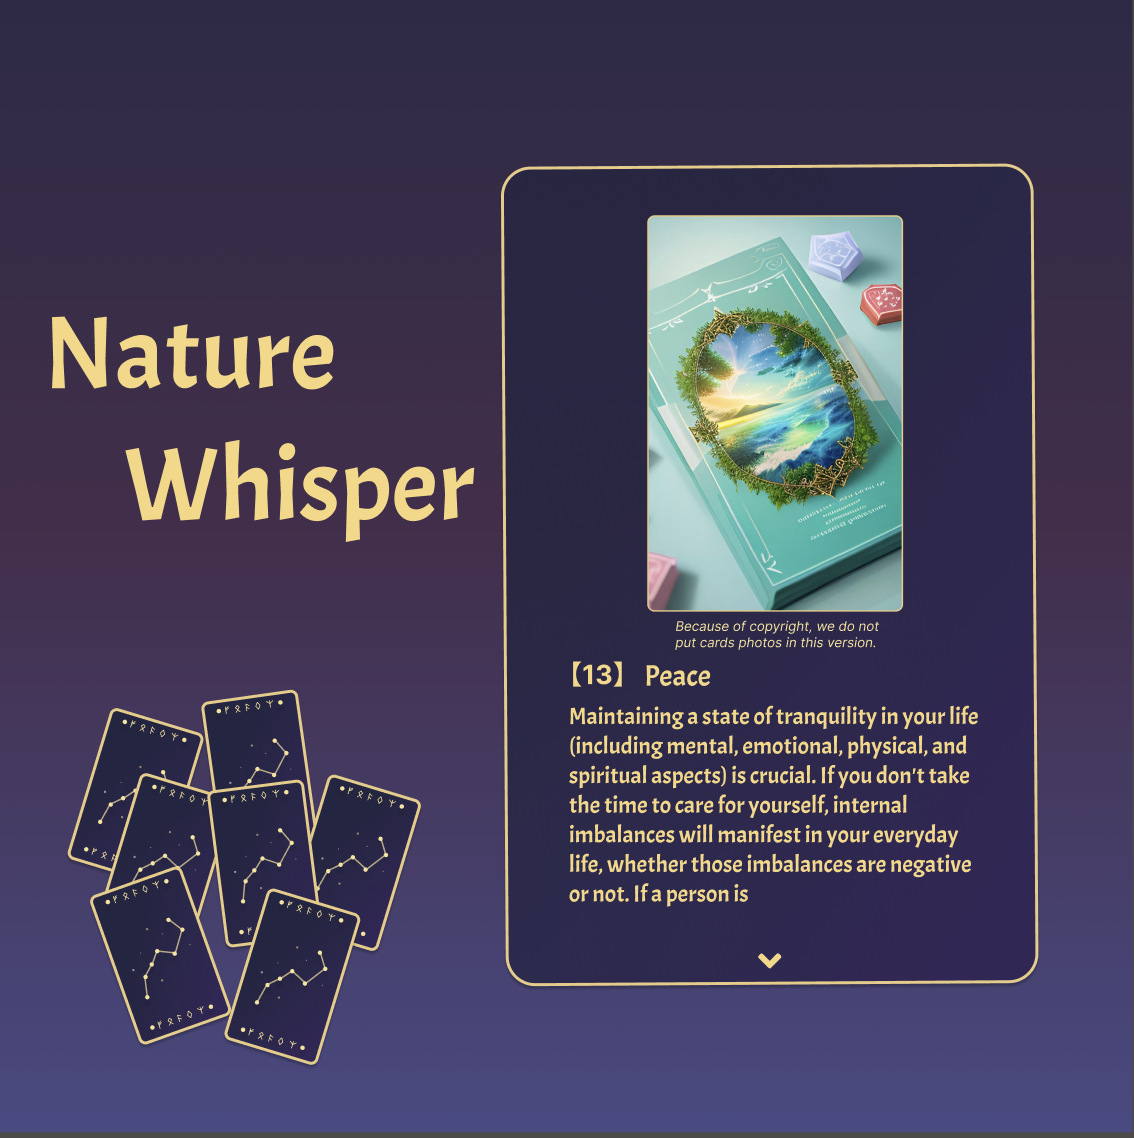 Nature
Whisper
Because of copyright, we do not
put cards photos in this version.
【13】 Peace
Maintaining a state of tranquility in your life
(including mental, emotional, physical, and
spiritual aspects) is crucial. If you don't take
the time to care for yourself, internal
imbalances will manifest in your everyday
life, whether those imbalances are negative
or not. If a person is